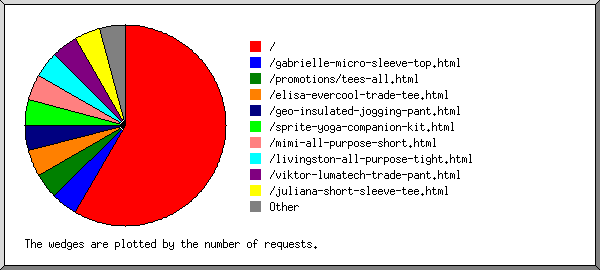 /
/gabrielle-micro-sleeve-top.html
/promotions/tees-all.html
/elisa-evercool-trade-tee.html
/geo-insulated-jogging-pant.html
/sprite-yoga-companion-kit.html
/mimi-all-purpose-short.html
/livingston-all-purpose-tight.html
/viktor-lumatech-trade-pant.html
/juliana-short-sleeve-tee.html
Other
The wedges are plotted by the number of requests.